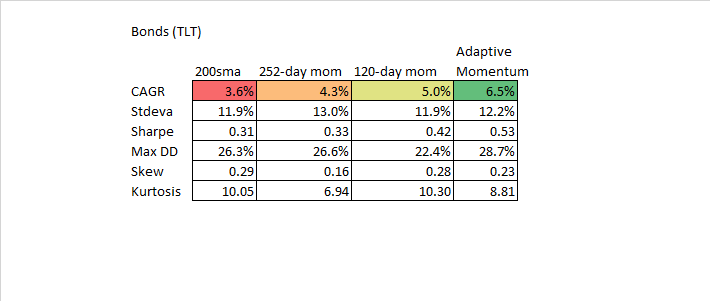 Bonds (TLT)
Adaptive
200sma 252-day mom 120-day mom Momentum
CAGR 3.6% 4.3% 5.0% 6.5%
Stdeva 11.9% 13.0% 11.9% 12.2%
Sharpe 0.31 0.33 0.42 0.53
Max DD 26.3% 26.6% 22.4% 28.7%
Skew 0.29 0.16 0.28 0.23
Kurtosis 10.05 6.94 10.30 8.81